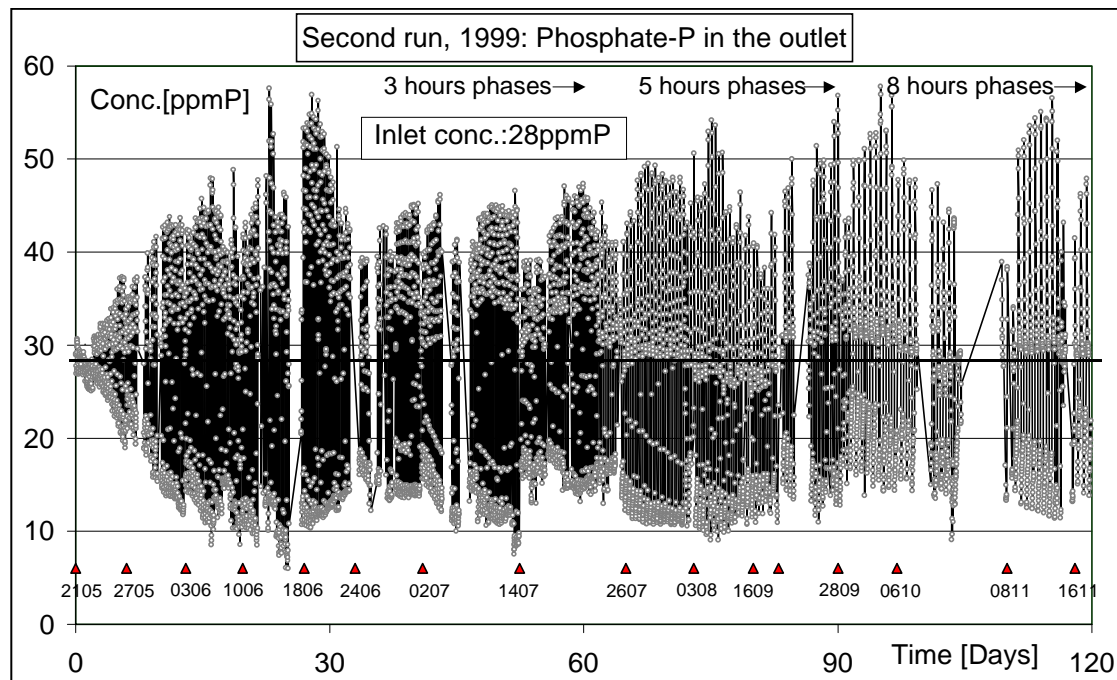 Second run, 1999: Phosphate-P in the outlet
60
3 hours phases
5 hours phases
8 hours phases
Conc.[ppmP]
Inlet conc.:28ppmP
50
40
30
20
10
2105 2705 0306 1006 1806 2406 0207 1407 2607 0308 1609 2809 0610 0811 1611
0
Time [Days]
0 30 60 90 120